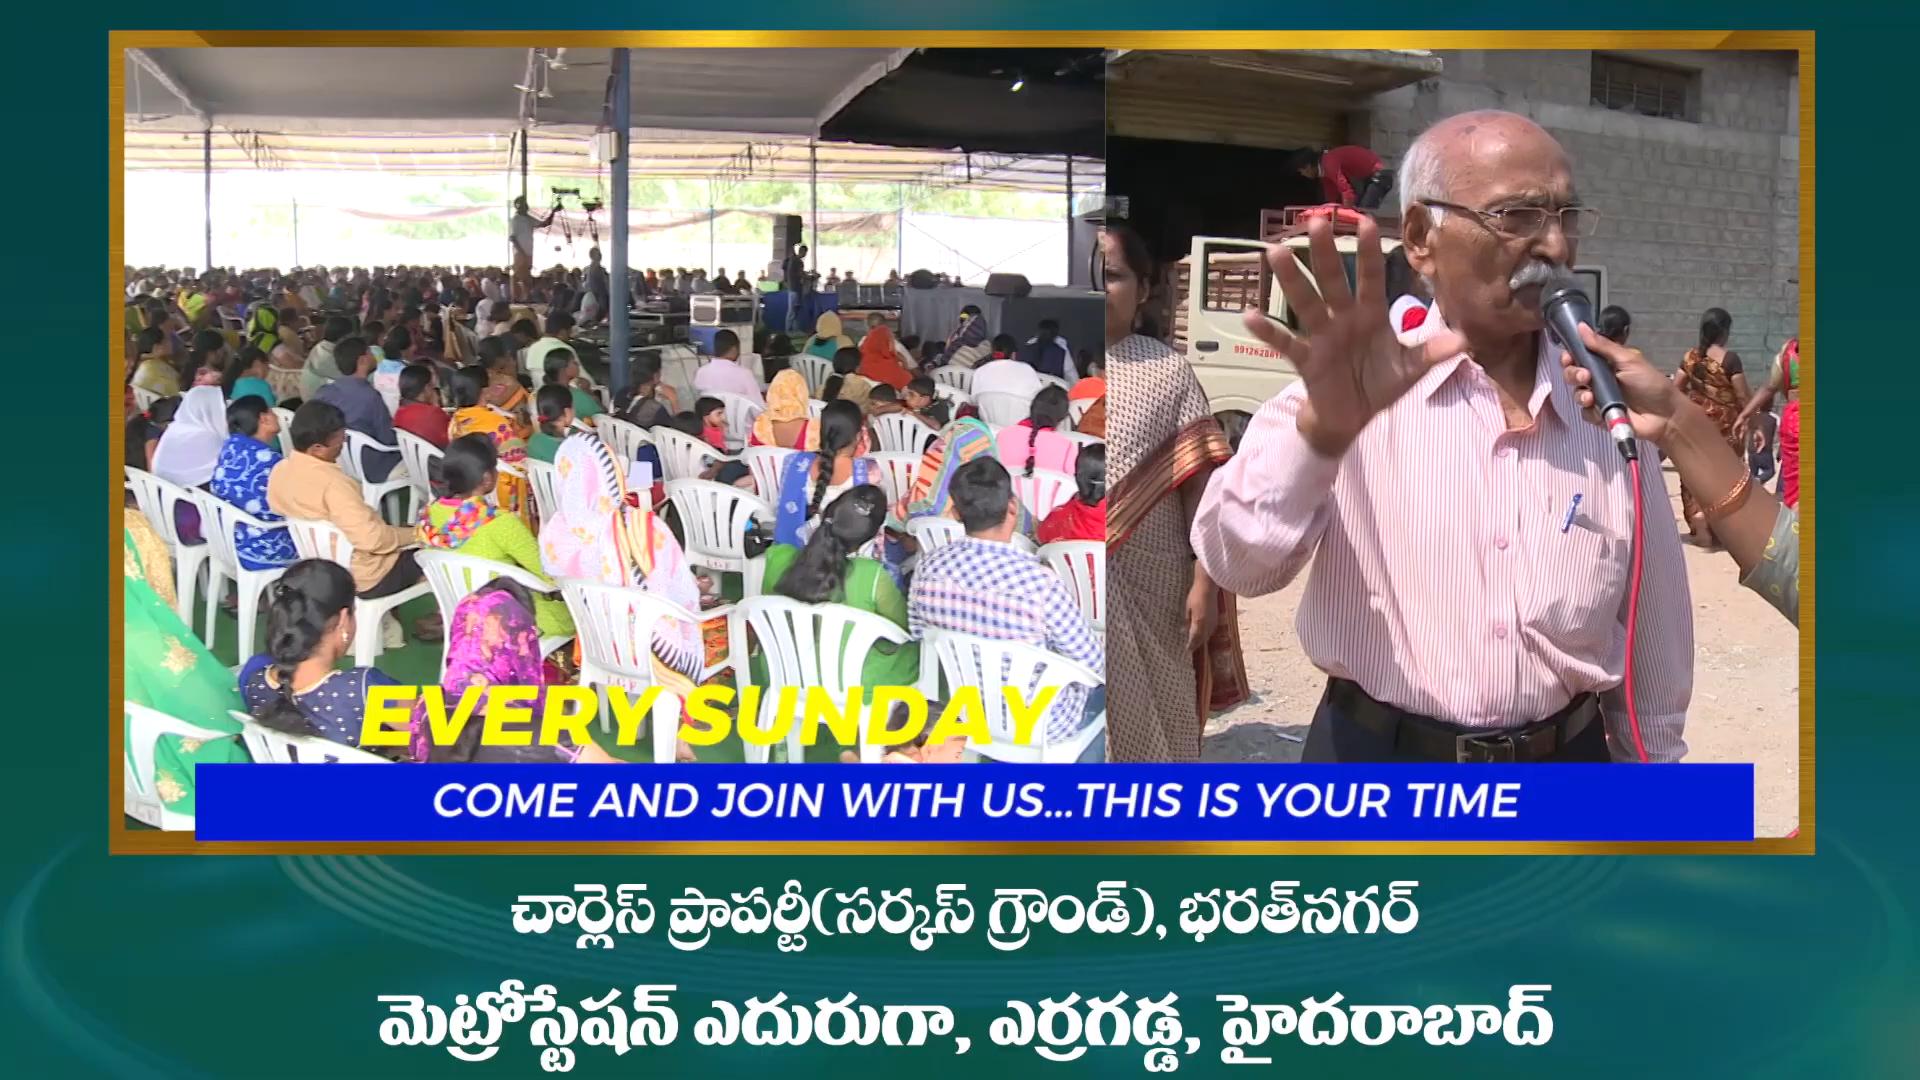 EVERY SUNDAY
COME AND JOIN WITH US...THIS IS YOUR TIME
చార్లెస్ ప్రాపర్టీ(సర్కస్ గ్రౌండ్), భరత్‌నగర్
మెట్రోస్టేషన్ ఎదురుగా, ఎర్రగడ్డ, హైదరాబాద్